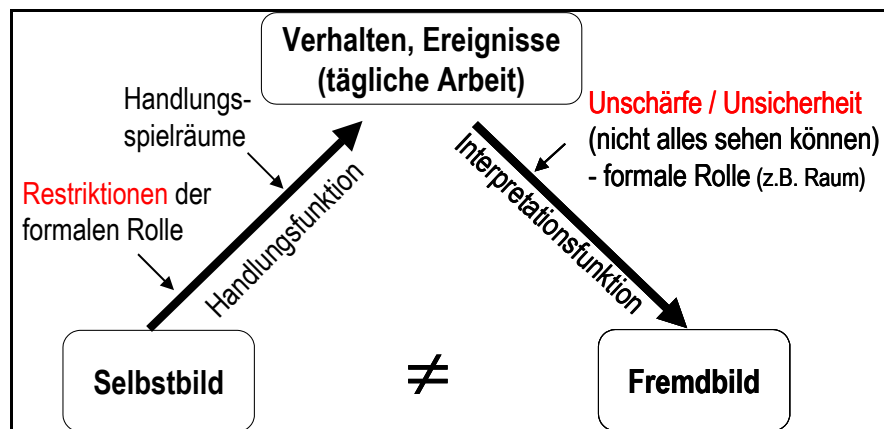 Verhalten, Ereignisse
(tägliche Arbeit)
Handlungs-
spielräume
Restriktionen der
formalen Rolle
Handlungsfunktion
Interpretationsfunktion
Unschärfe / Unsicherheit
(nicht alles sehen können)
- formale Rolle (z.B. Raum)
Selbstbild
≠
Fremdbild